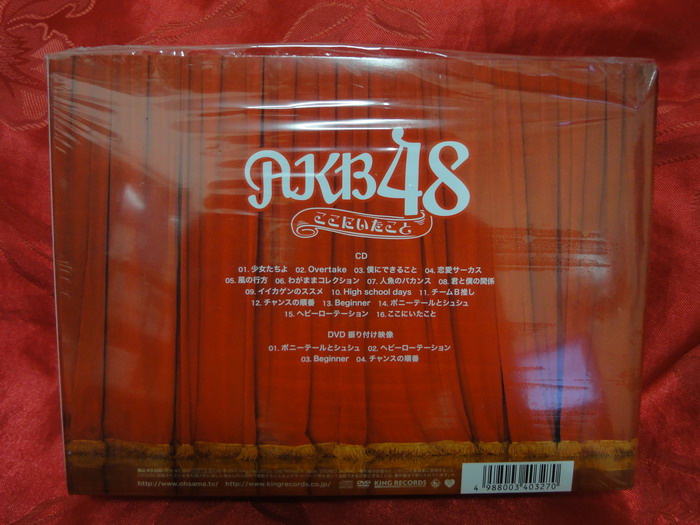 AKB48
ここにいたこと
CD
01. 少女たちよ 02. Overtake 03. 僕にできること 04. 恋愛サーカス
05. 風の行方 06. わがままコレクション 07. 人魚のバカンス 08. 君と僕の関係
09. イイカゲンのススメ 10. High school days 11. チームB推し
12. チャンスの順番 13. Beginner 14. ポニーテールとシュシュ
15. ヘビーローテーション 16. ここにいたこと
DVD 振り付け映像
01. ポニーテールとシュシュ 02. ヘビーローテーション
03. Beginner 04. チャンスの順番
http://www.ohsama.tv/ http://www.kingrecords.co.jp/ DVD KING RECORDS
4 988003 403270